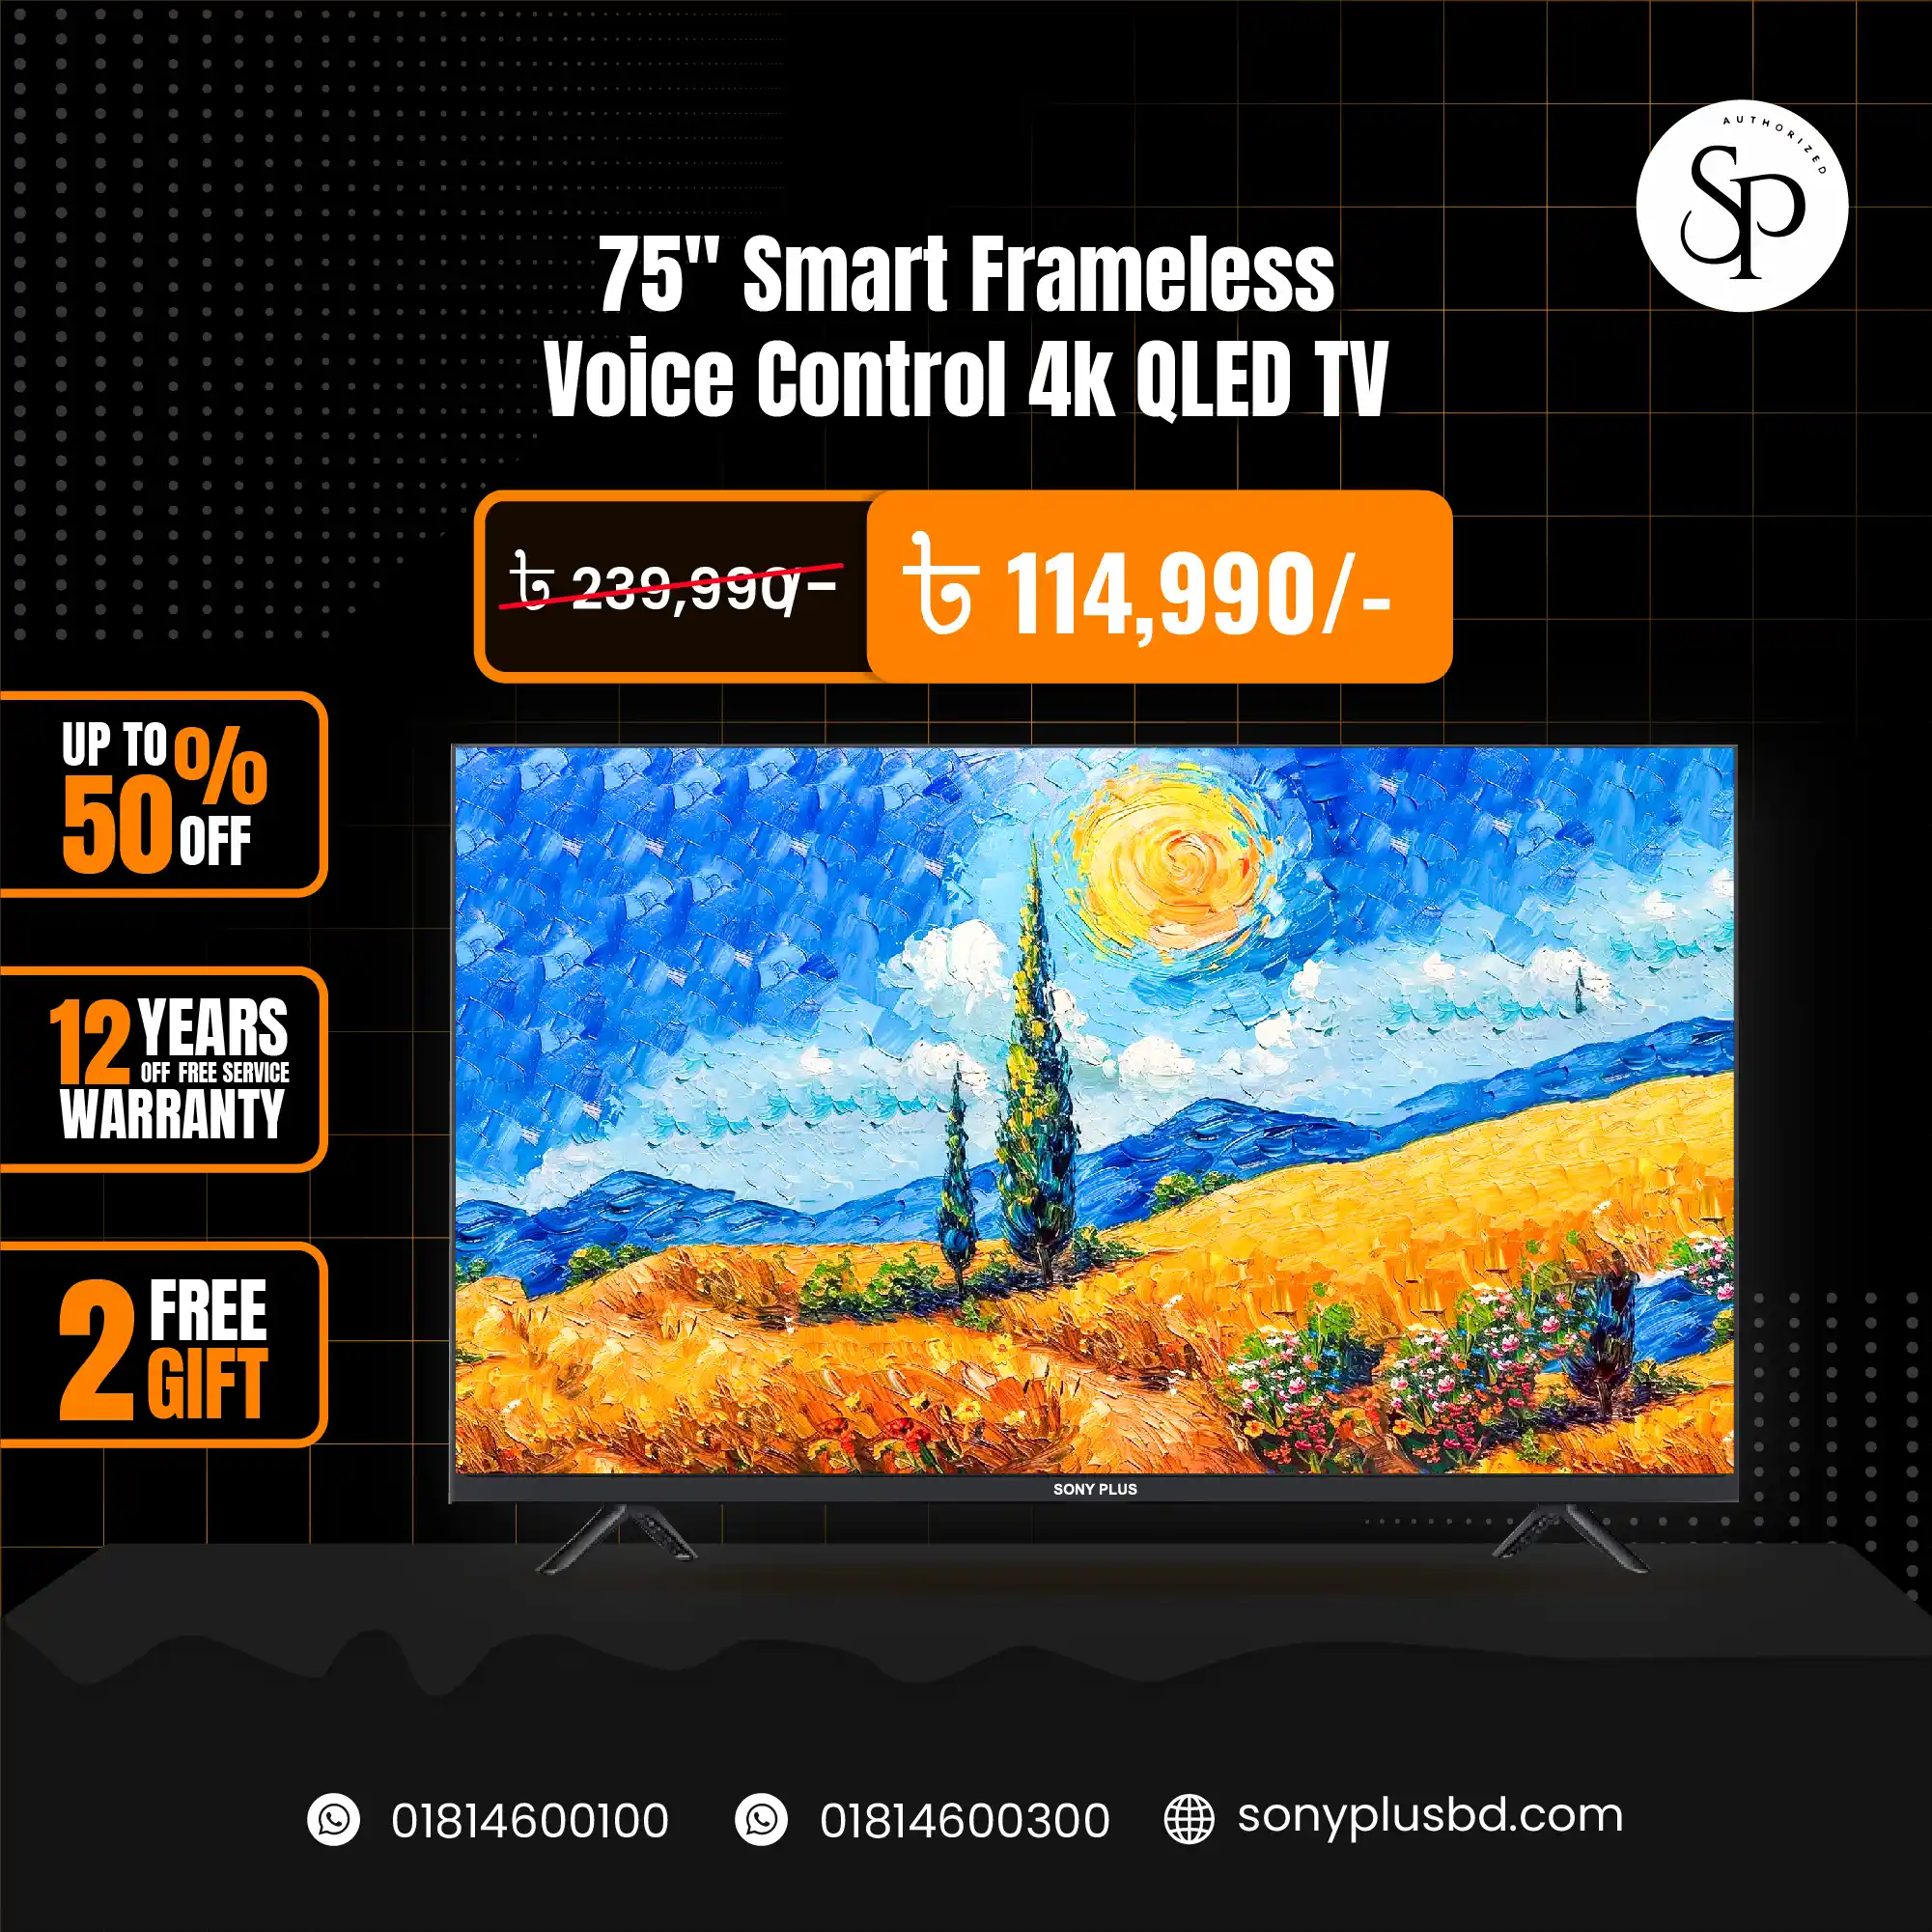 AUTHORIZED
SP
75" Smart Frameless
Voice Control 4k QLED TV
৳ 239,990/-
৳ 114,990/-
UP TO
50% OFF
12 YEARS
OFF FREE SERVICE
WARRANTY
2 FREE
GIFT
SONY PLUS
01814600100
01814600300
sonyplusbd.com